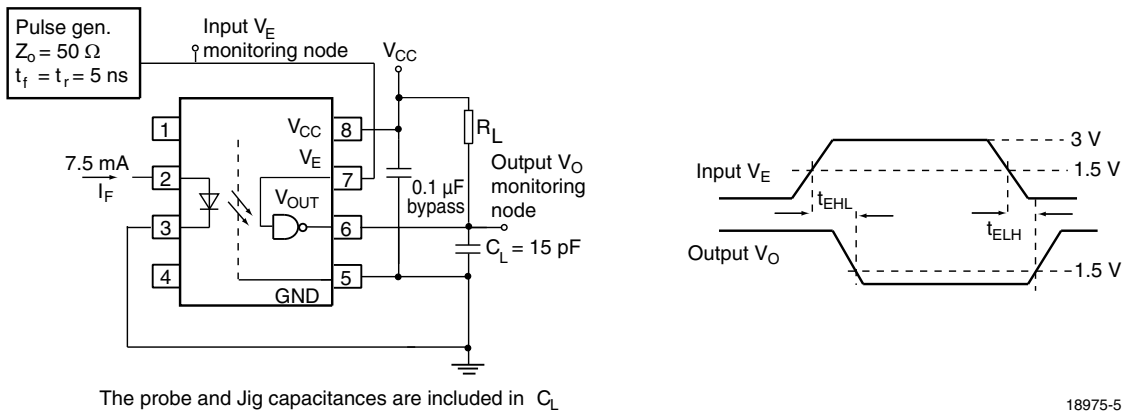 Pulse gen.
Zo = 50 Ω
tf = tr = 5 ns
Input VE
monitoring node
VCC
1
2
3
4
VCC
8
VE
7
VOUT
6
5
GND
7.5 mA
IF
RL
0.1 µF
bypass
Output VO
monitoring
node
CL = 15 pF
The probe and Jig capacitances are included in CL
Input VE
3 V
1.5 V
tEHL
tELH
Output VO
1.5 V
18975-5